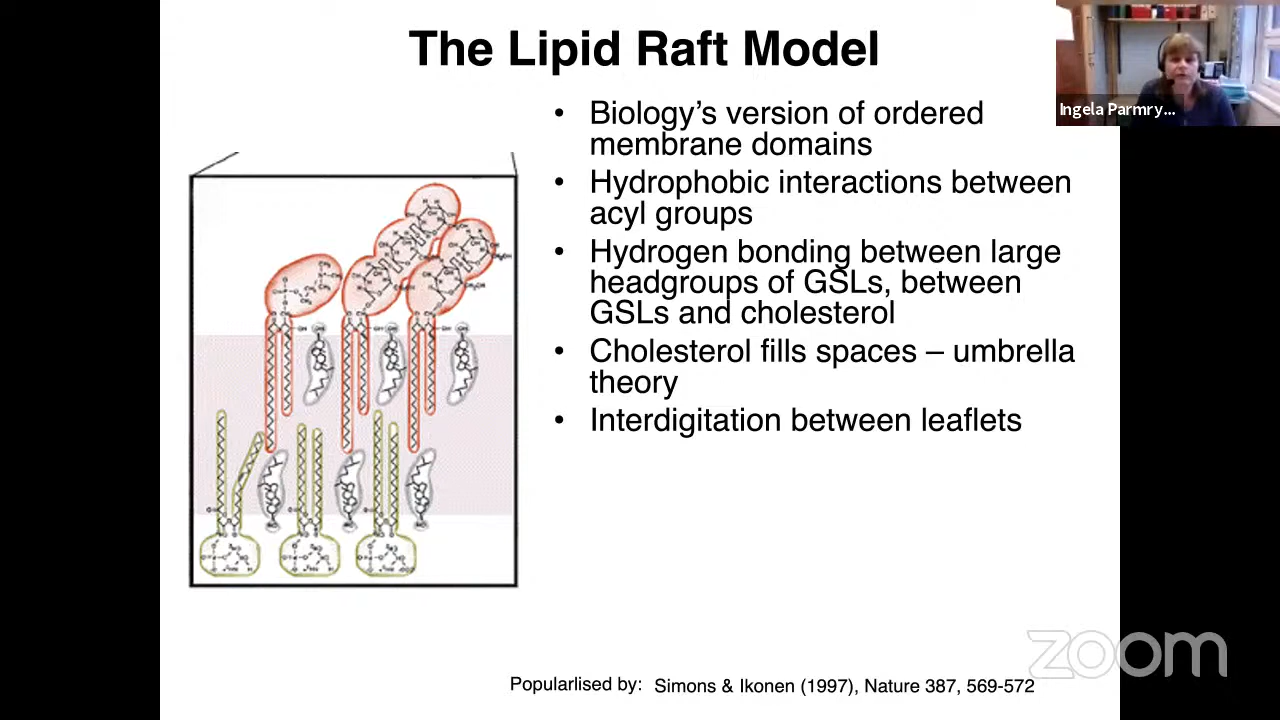 The Lipid Raft Model
Ingela Parmry...
• Biology's version of ordered
membrane domains
• Hydrophobic interactions between
acyl groups
• Hydrogen bonding between large
headgroups of GSLs, between
GSLs and cholesterol
• Cholesterol fills spaces – umbrella
theory
• Interdigitation between leaflets
zoom
Popularlised by: Simons & Ikonen (1997), Nature 387, 569-572